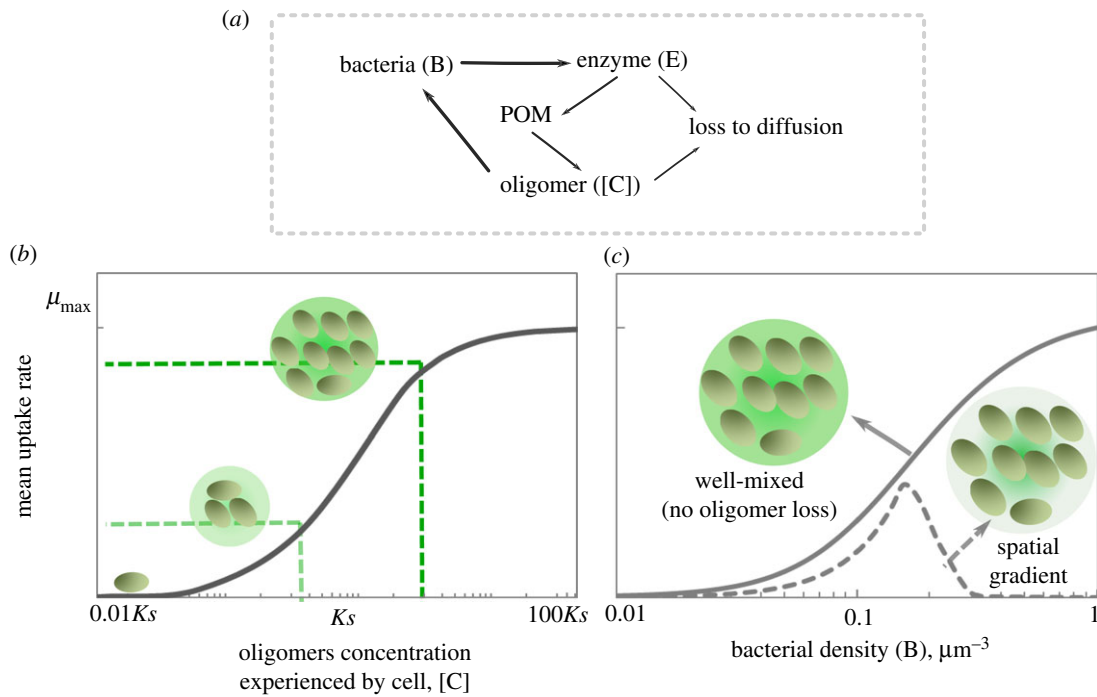 (a)
bacteria (B)
enzyme (E)
POM
loss to diffusion
oligomer ([C])
(b)
μmax
mean uptake rate
0.01Ks
Ks
100Ks
oligomers concentration
experienced by cell, [C]
(c)
well-mixed
(no oligomer loss)
spatial
gradient
0.01
0.1
1
bacterial density (B), μm–3